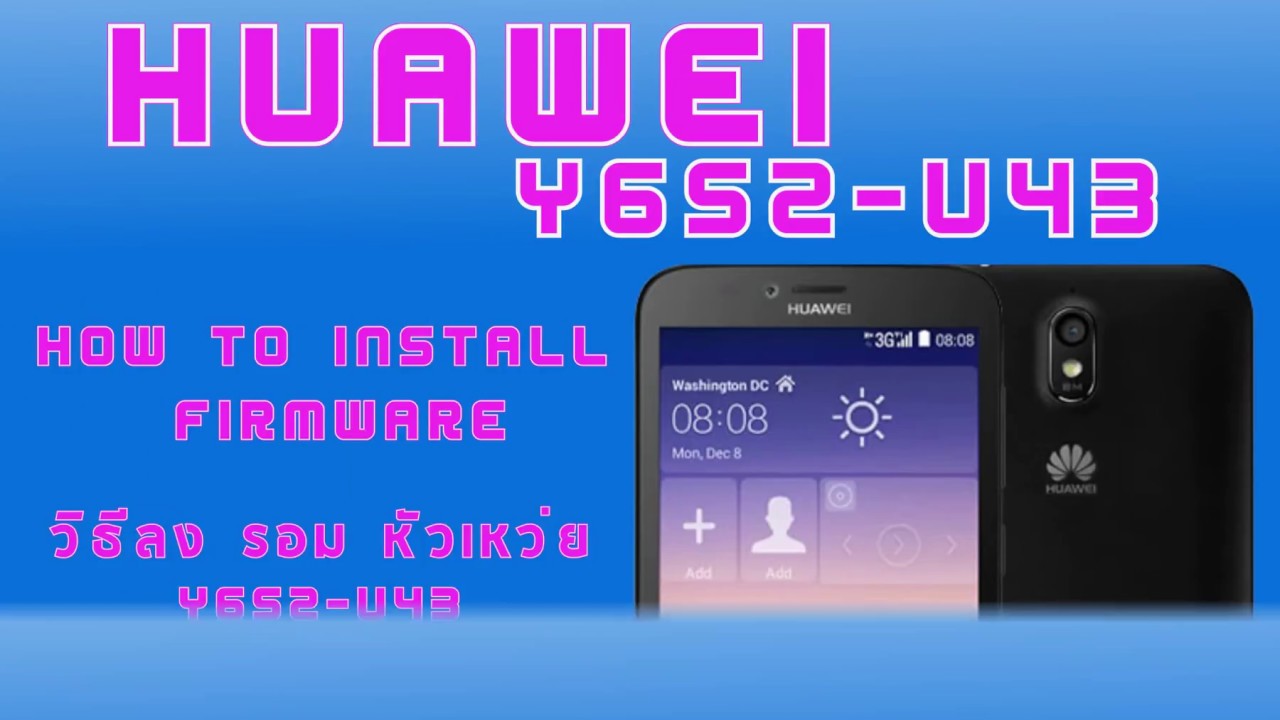 HUAWEI
Y6S2-U43
HOW TO INSTALL
FIRMWARE
วิธีลง รอม หัวเหว่ย
Y6S2-U43
HUAWEI
3G 08:08
Washington DC
08:08
Mon, Dec 8
Add Add
8M
HUAWEI